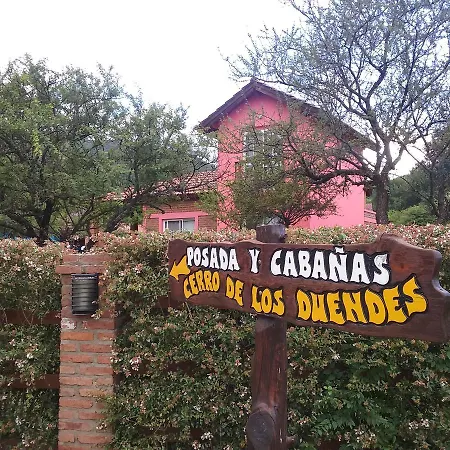 POSADA Y CABAÑAS
CERRO DE LOS DUENDES